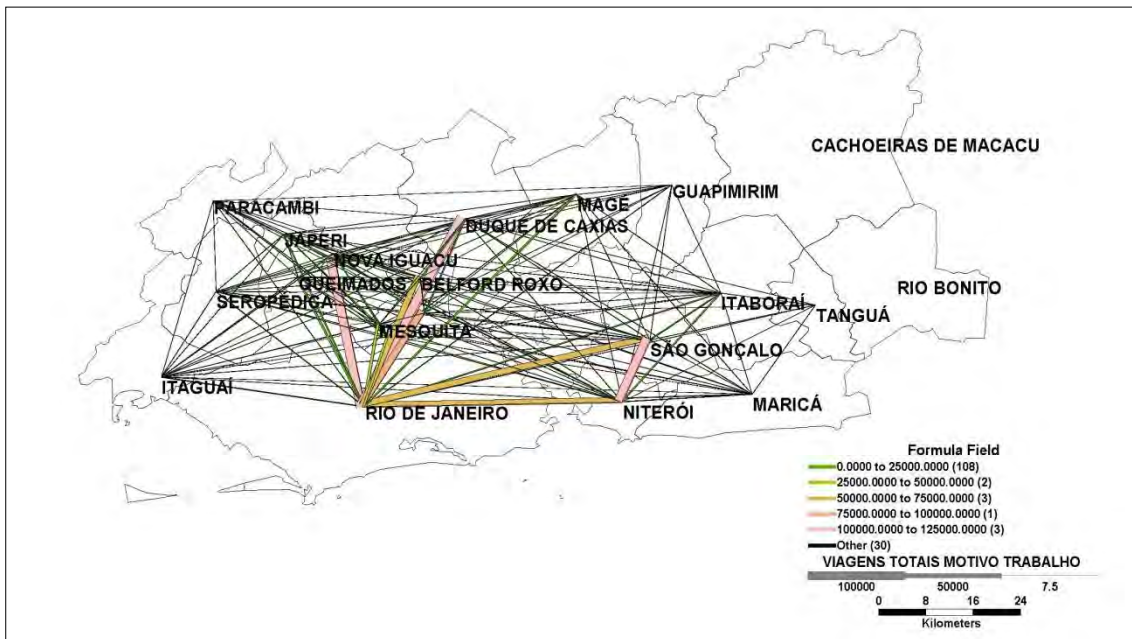 CACHOEIRAS DE MACACU
GUAPIMIRIM
PARACAMBI
MAGÉ
DUQUE DE CAXIAS
JAPERI
NOVA IGUAÇU
QUEIMADOS
BELFORD ROXO
RIO BONITO
SEROPÉDICA
ITABORAÍ
TANGUÁ
MESQUITA
SÃO GONÇALO
ITAGUAÍ
MARICÁ
RIO DE JANEIRO
NITERÓI
Formula Field
0.0000 to 25000.0000 (108)
25000.0000 to 50000.0000 (2)
50000.0000 to 75000.0000 (3)
75000.0000 to 100000.0000 (1)
100000.0000 to 125000.0000 (3)
Other (30)
VIAGENS TOTAIS MOTIVO TRABALHO
100000 50000 7.5
0 8 16 24
Kilometers